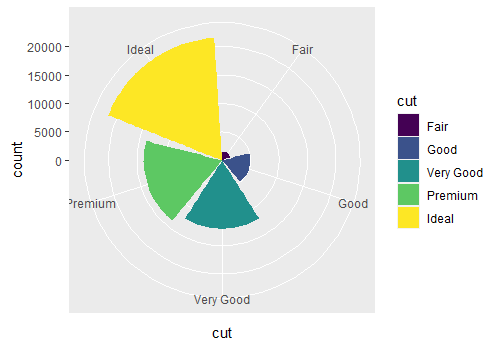 20000
15000
10000
5000
0
count
Ideal
Fair
Good
Very Good
Premium
cut
cut
Fair
Good
Very Good
Premium
Ideal